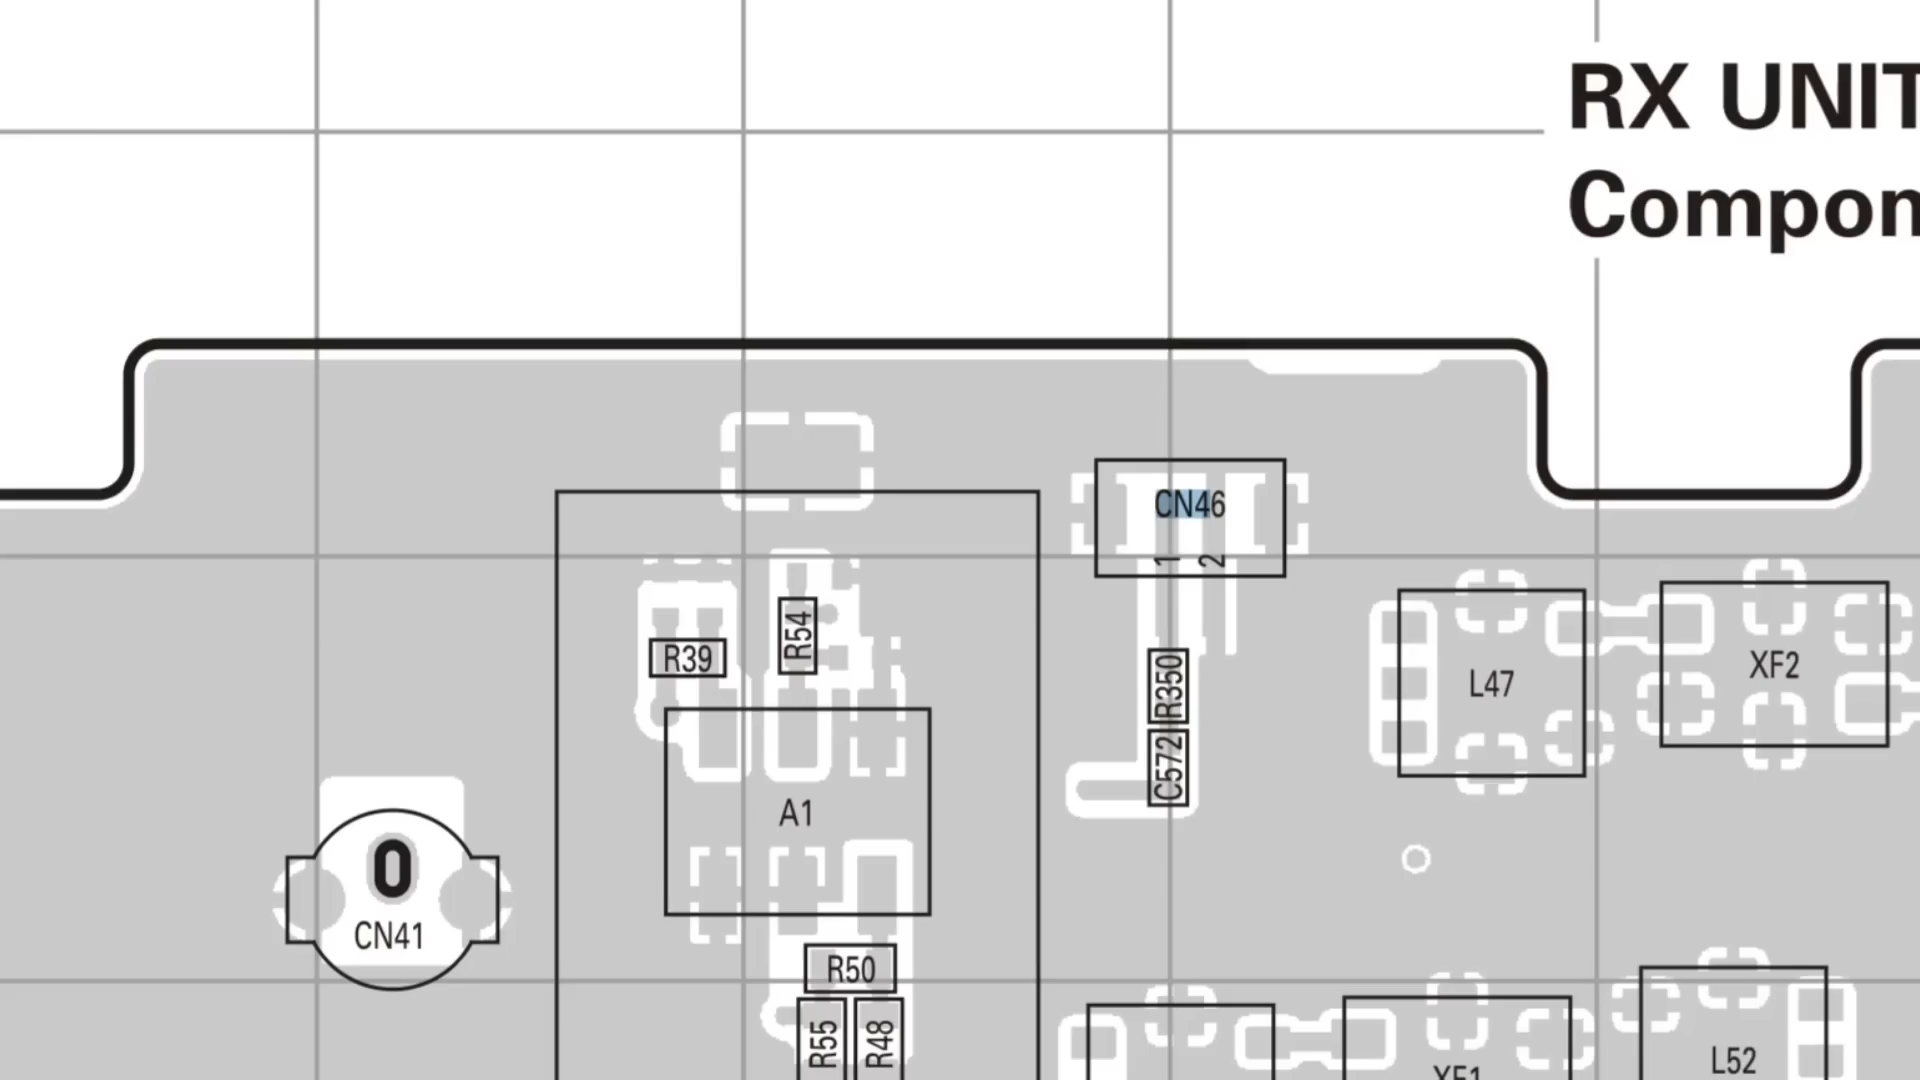 RX UNIT
Compon
CN46
1 2
R54
R39
R350
L47
XF2
C572
A1
0
CN41
R50
R55
R48
XF1
L52